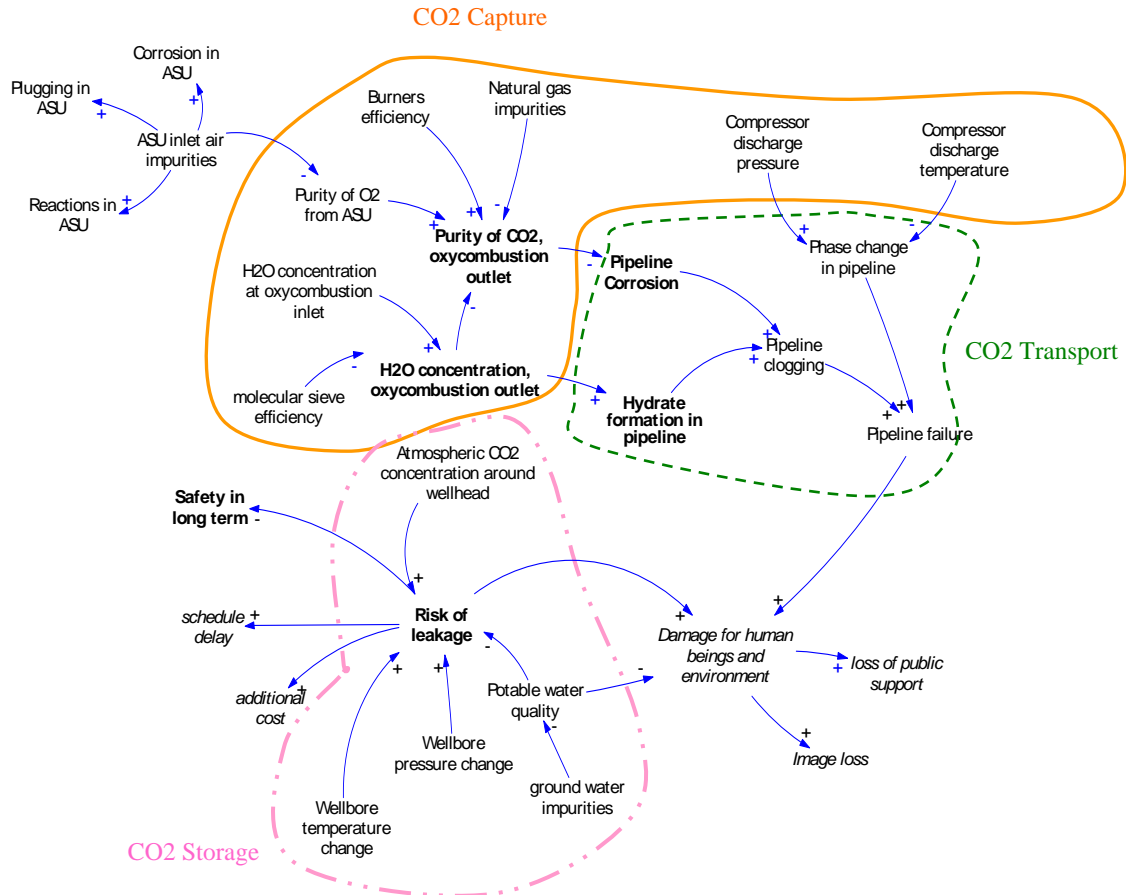 CO2 Capture
Corrosion in
ASU
Plugging in
ASU
Burners
efficiency
Natural gas
impurities
Compressor
discharge
pressure
Compressor
discharge
temperature
+
+
ASU inlet air
impurities
-
Purity of O2
from ASU
+
Reactions in
ASU
+
-
+
Purity of CO2,
oxycombustion
outlet
-
Pipeline
Corrosion
+
-
Phase change
in pipeline
H2O concentration
at oxycombustion
inlet
-
+
-
H2O concentration,
oxycombustion outlet
molecular sieve
efficiency
+
+
Pipeline
clogging
CO2 Transport
+
Hydrate
formation in
pipeline
+
+
Pipeline failure
Atmospheric CO2
concentration around
wellhead
Safety in
long term -
+
schedule +
delay
Risk of
leakage
+
+
Damage for human
beings and
environment
-
+
+
-
+
additional
cost
Potable water
quality
-
+
loss of public
support
Wellbore
pressure change
+
Image loss
ground water
impurities
Wellbore
temperature
change
CO2 Storage